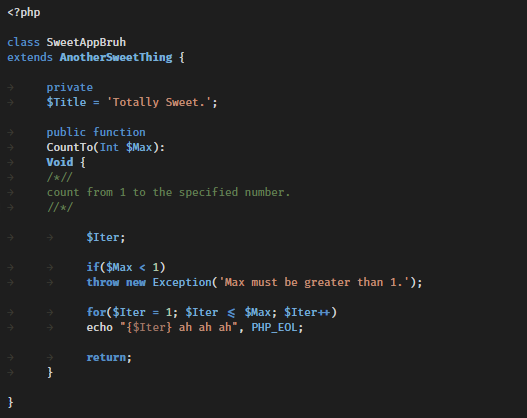 <?php
class SweetAppBruh
extends AnotherSweetThing {
private
$Title = 'Totally Sweet.';
public function
CountTo(Int $Max):
Void {
/*//
count from 1 to the specified number.
//*/
$Iter;
if($Max < 1)
throw new Exception('Max must be greater than 1.');
for($Iter = 1; $Iter ⩽ $Max; $Iter++)
echo "{$Iter} ah ah ah", PHP_EOL;
return;
}
}